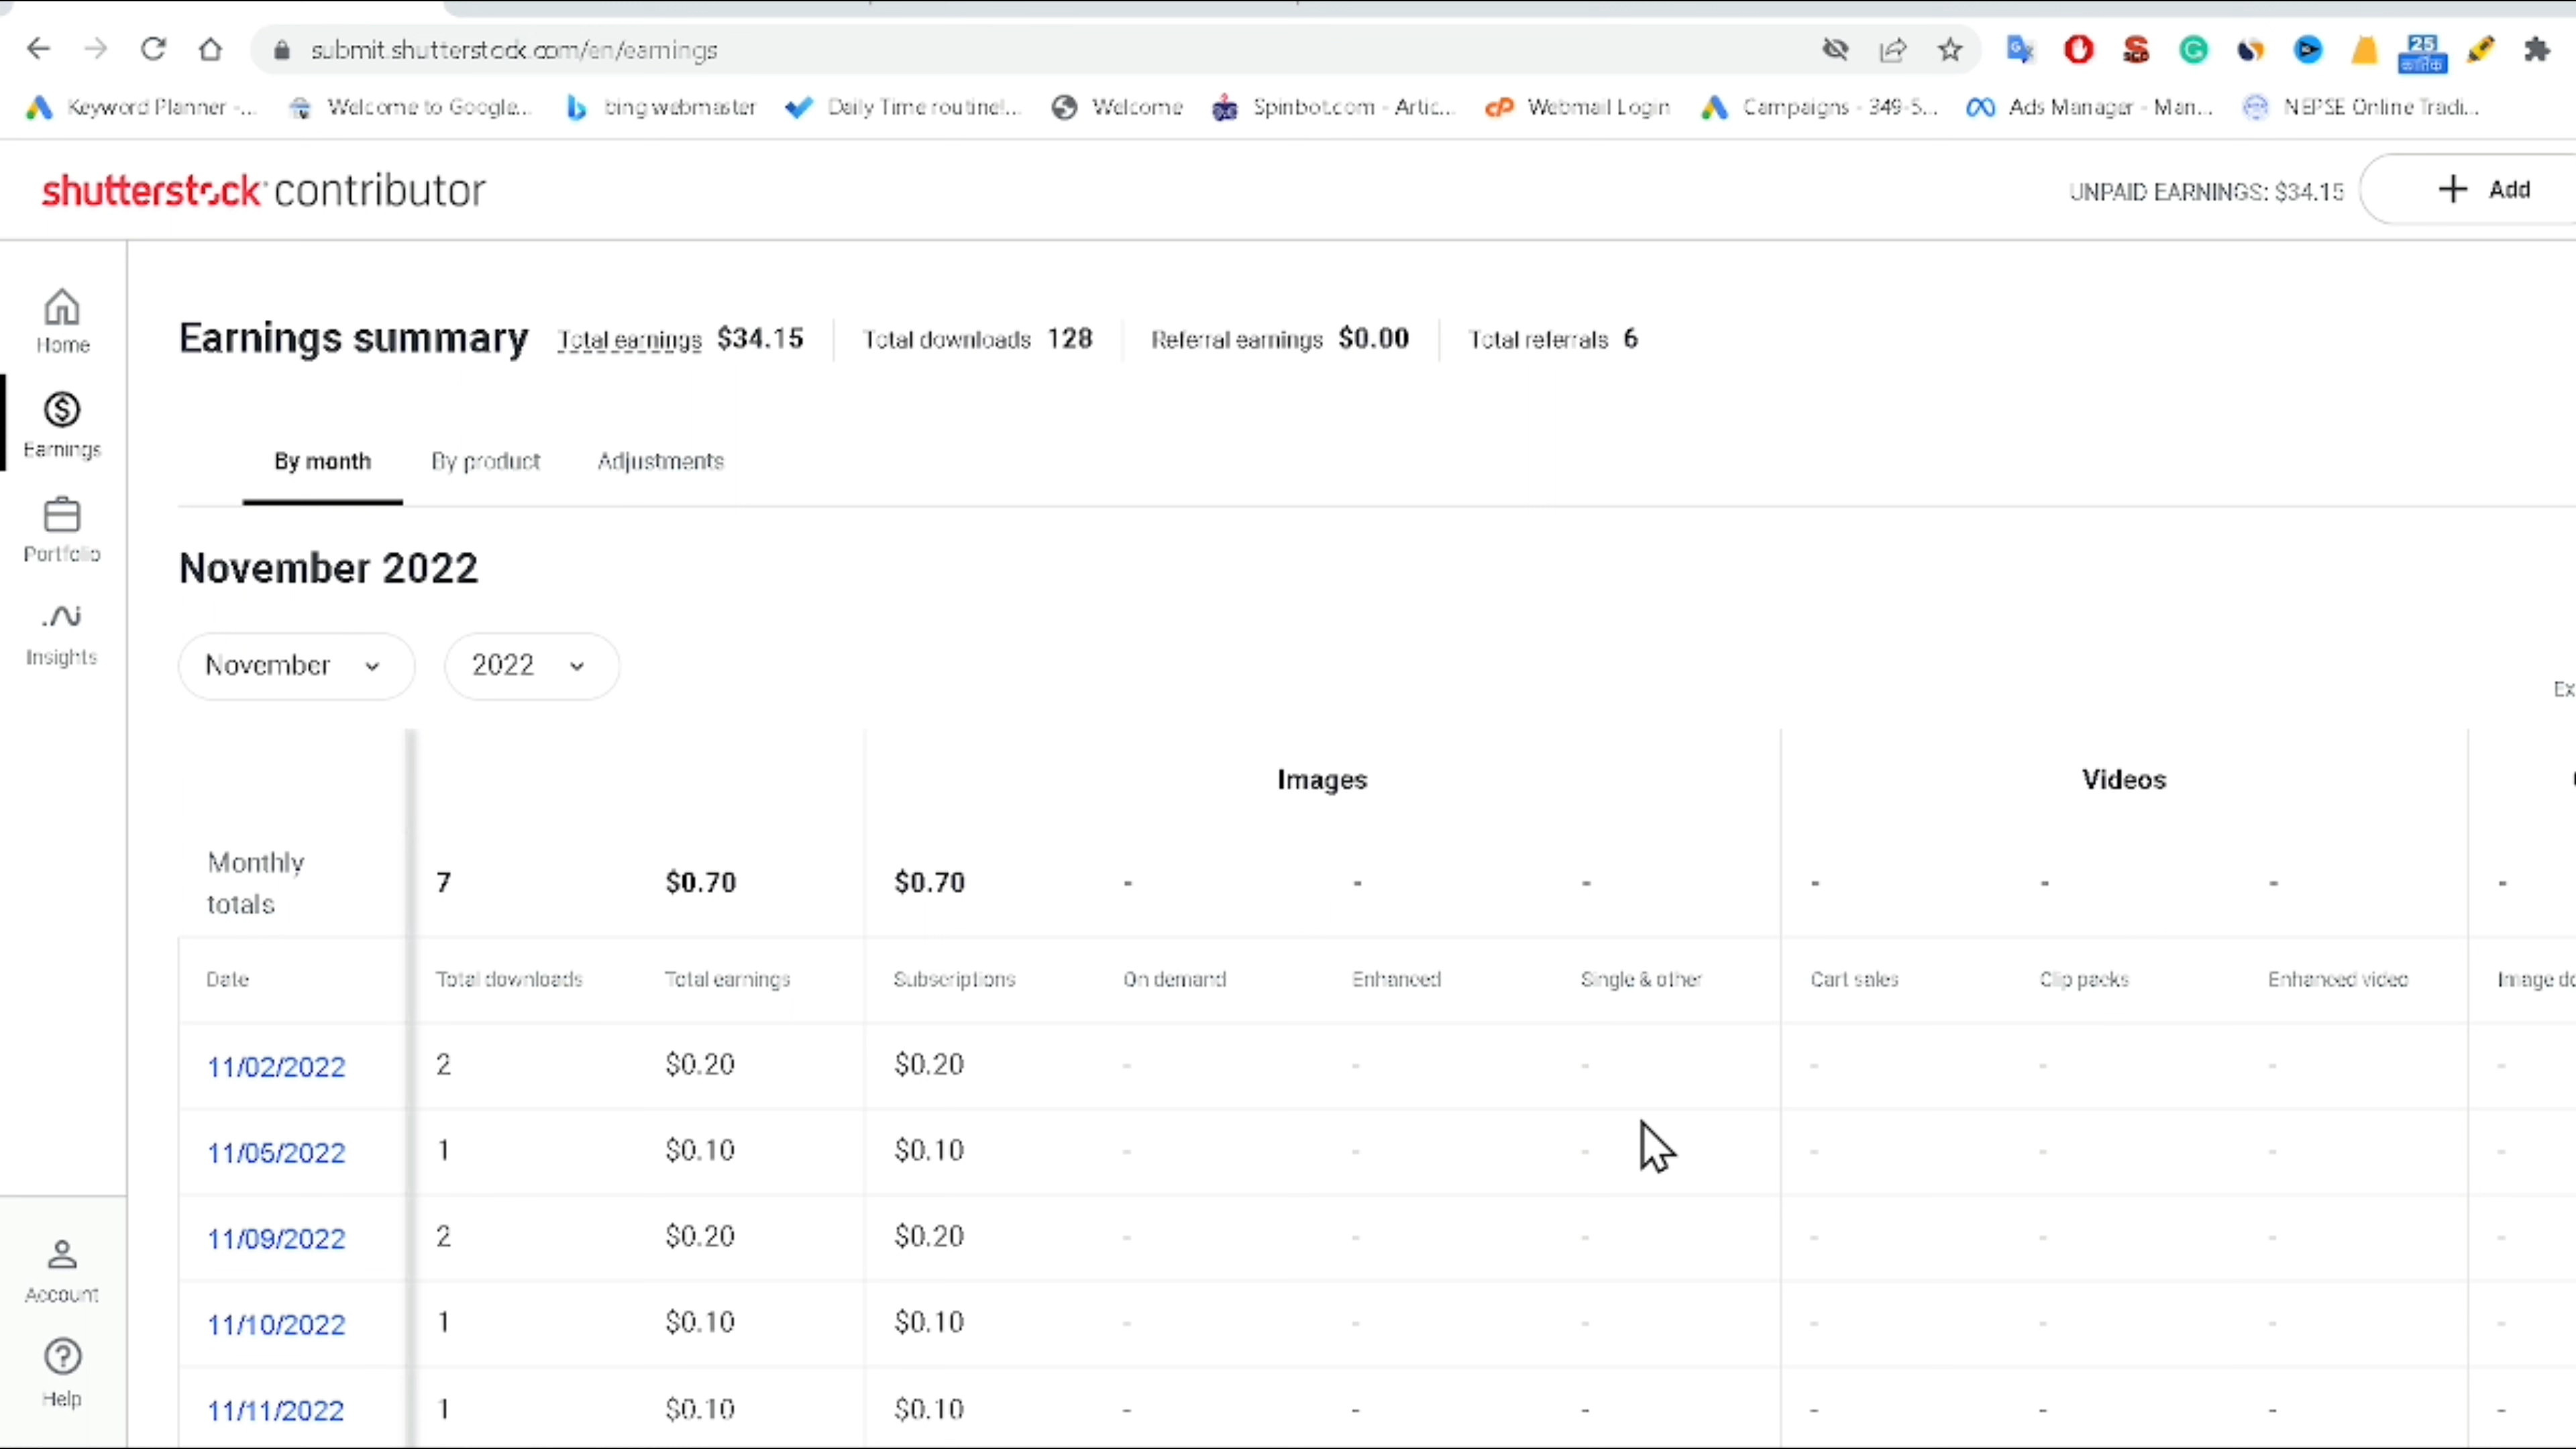 submit.shutterstock.com/en/earnings
25
Keyword Planner -... Welcome to Google... bing webmaster Daily Time routine!... Welcome Spinbot.com - Artic... Webmail Login Campaigns - 349-5... Ads Manager - Man... NEPSE Online Tradi...
shutterstock contributor
UNPAID EARNINGS: $34.15
+ Add
Home
Earnings
Portfolio
Insights
Account
Help
Earnings summary Total earnings $34.15 Total downloads 128 Referral earnings $0.00 Total referrals 6
By month By product Adjustments
November 2022
November 2022
Ex
Images Videos
Monthly totals 7 $0.70 $0.70 - - - - - - -
Date Total downloads Total earnings Subscriptions On demand Enhanced Single & other Cart sales Clip packs Enhanced video Image do
11/02/2022 2 $0.20 $0.20 - - - - - - -
11/05/2022 1 $0.10 $0.10 - - - - - - -
11/09/2022 2 $0.20 $0.20 - - - - - - -
11/10/2022 1 $0.10 $0.10 - - - - - - -
11/11/2022 1 $0.10 $0.10 - - - - - - -